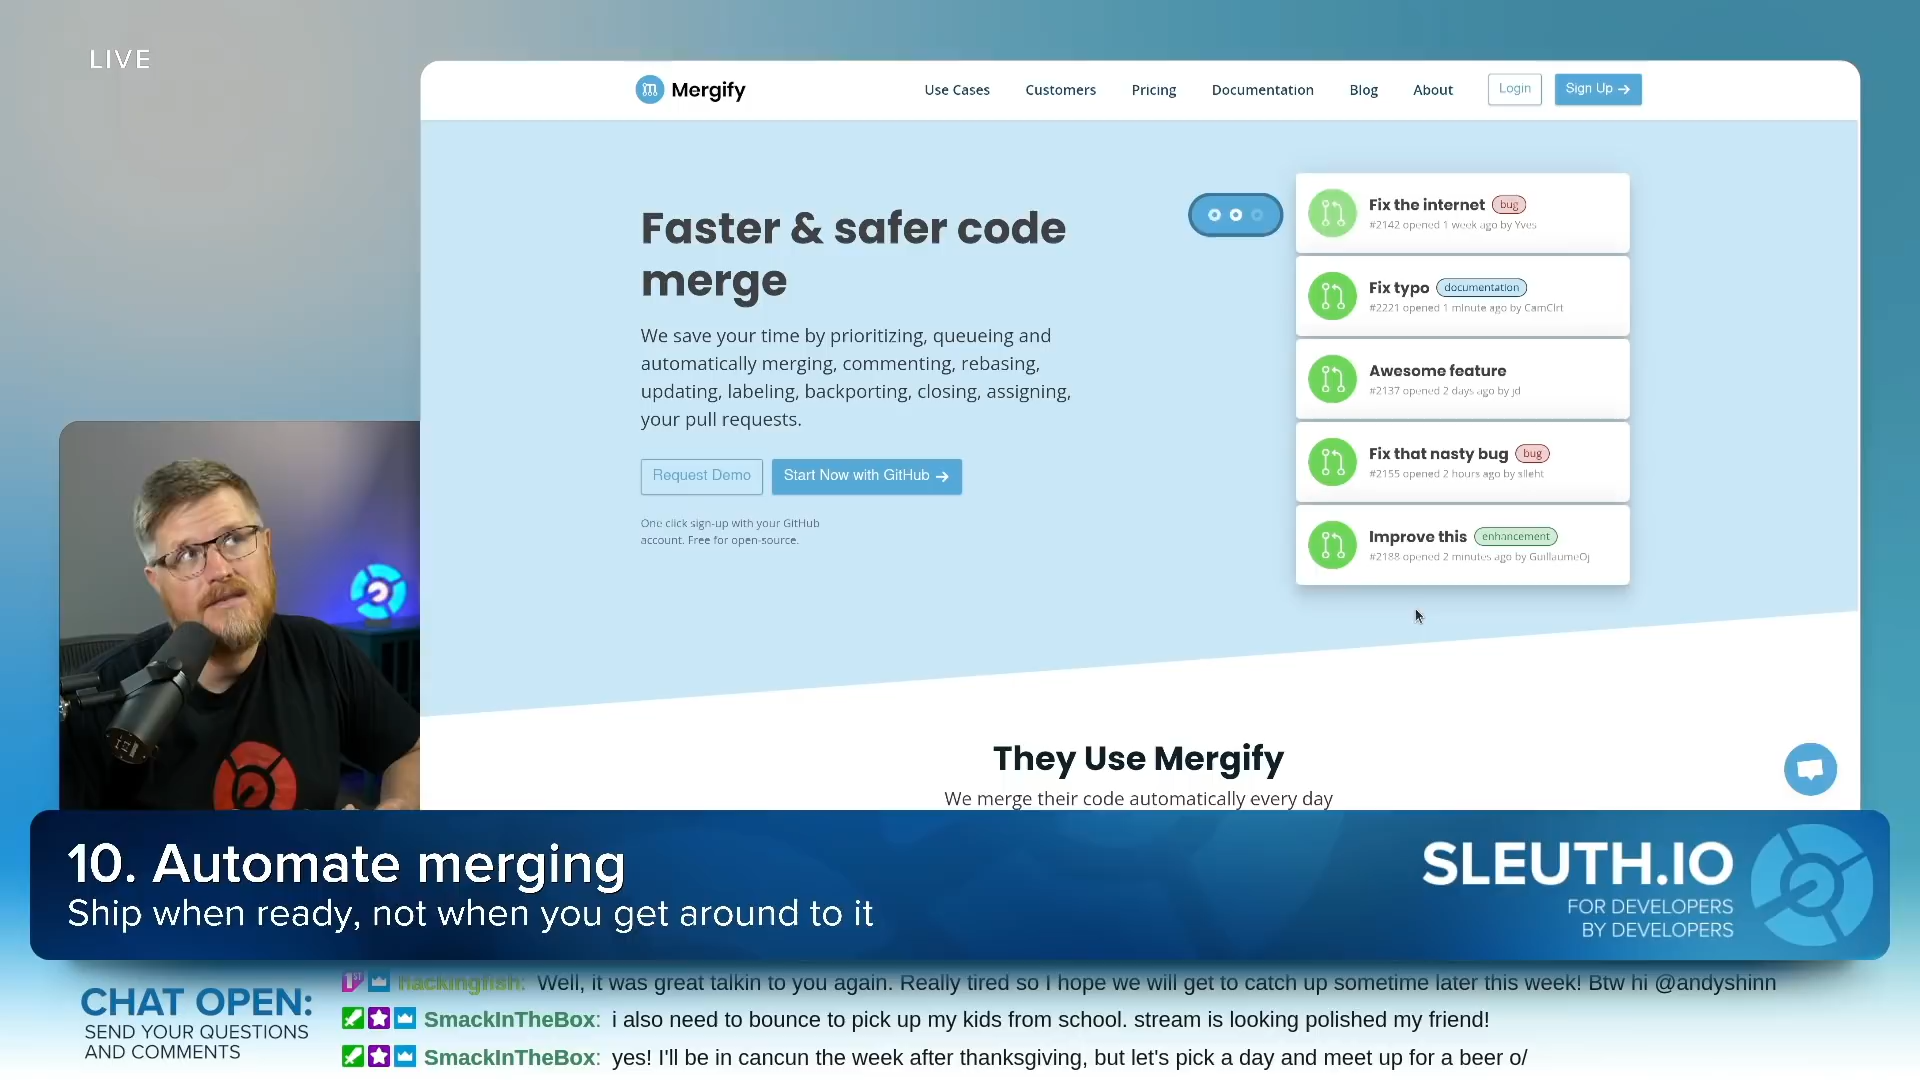 LIVE
Mergify
Use Cases
Customers
Pricing
Documentation
Blog
About
Login
Sign Up →
Faster & safer code
merge
We save your time by prioritizing, queueing and
automatically merging, commenting, rebasing,
updating, labeling, backporting, closing, assigning,
your pull requests.
Request Demo
Start Now with GitHub →
One click sign-up with your GitHub
account. Free for open-source.
Fix the internet bug
#2142 opened 1 week ago by Yves
Fix typo documentation
#2221 opened 1 minute ago by CamClrt
Awesome feature
#2137 opened 2 days ago by jd
Fix that nasty bug bug
#2155 opened 2 hours ago by sileht
Improve this enhancement
#2188 opened 2 minutes ago by GuillaumeOj
They Use Mergify
We merge their code automatically every day
10. Automate merging
Ship when ready, not when you get around to it
SLEUTH.IO
FOR DEVELOPERS
BY DEVELOPERS
CHAT OPEN:
SEND YOUR QUESTIONS
AND COMMENTS
hackingfish: Well, it was great talkin to you again. Really tired so I hope we will get to catch up sometime later this week! Btw hi @andyshinn
SmackInTheBox: i also need to bounce to pick up my kids from school. stream is looking polished my friend!
SmackInTheBox: yes! I'll be in cancun the week after thanksgiving, but let's pick a day and meet up for a beer o/